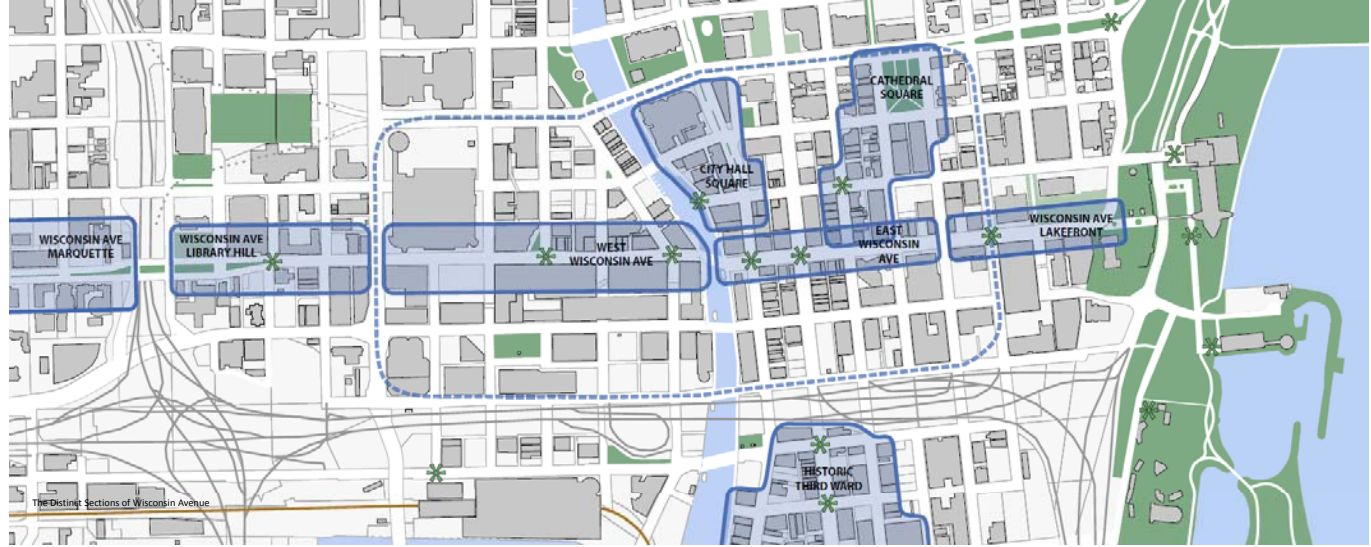 CATHEDRAL
SQUARE
CITY HALL
SQUARE
WISCONSIN AVE
MARQUETTE
WISCONSIN AVE
LIBRARY HILL
WEST
WISCONSIN AVE
EAST
WISCONSIN
AVE
WISCONSIN AVE
LAKEFRONT
HISTORIC
THIRD WARD
The Distinct Sections of Wisconsin Avenue